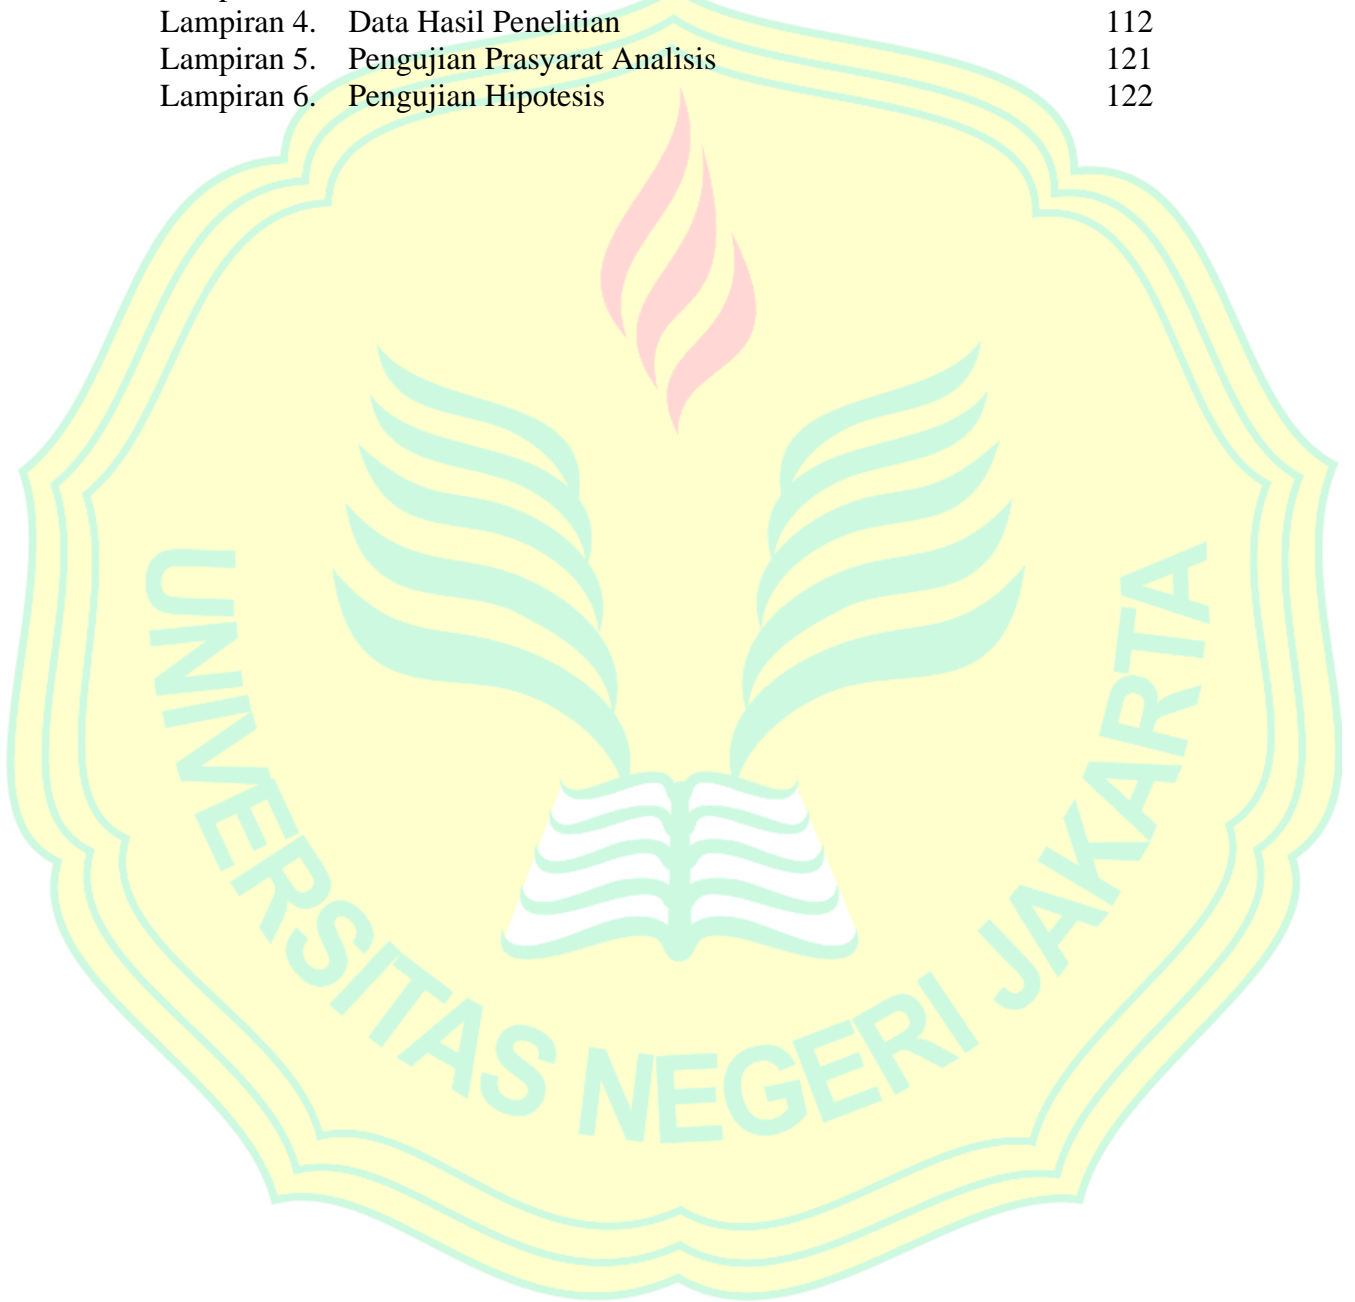 Lampiran 4. Data Hasil Penelitian 112
Lampiran 5. Pengujian Prasyarat Analisis 121
Lampiran 6. Pengujian Hipotesis 122
UNIVERSITAS NEGERI JAKARTA